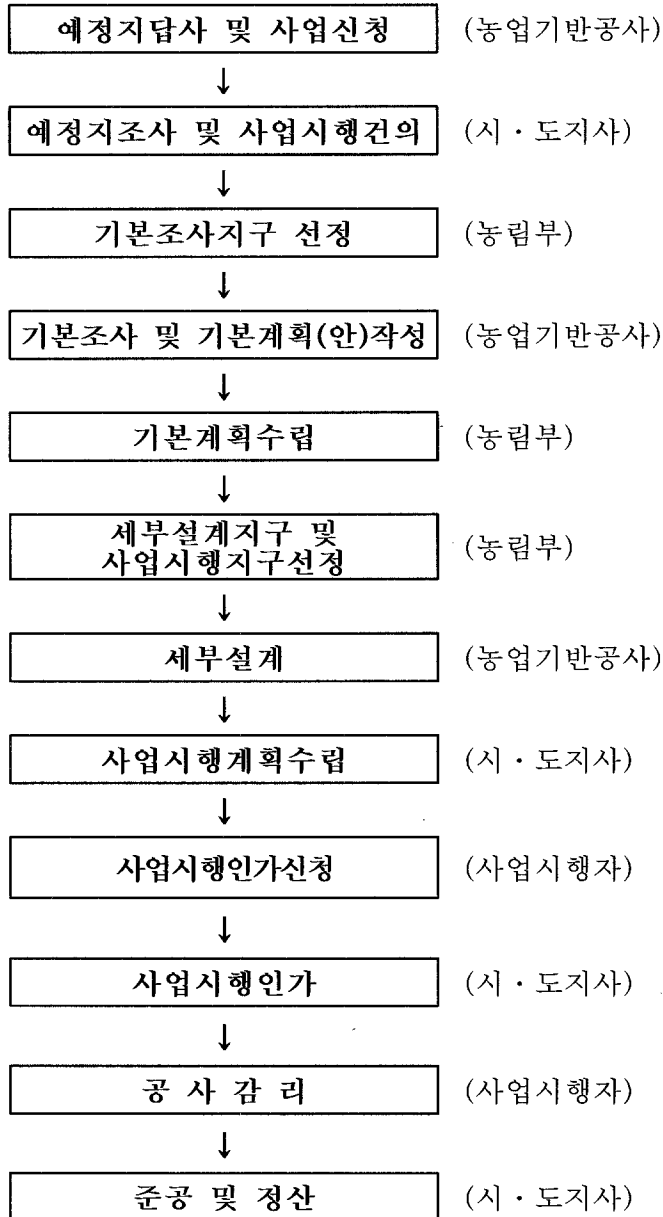 예정지답사 및 사업신청 (농업기반공사)
↓
예정지조사 및 사업시행건의 (시・도지사)
↓
기본조사지구 선정 (농림부)
↓
기본조사 및 기본계획(안)작성 (농업기반공사)
↓
기본계획수립 (농림부)
↓
세부설계지구 및
사업시행지구선정 (농림부)
↓
세부설계 (농업기반공사)
↓
사업시행계획수립 (시・도지사)
↓
사업시행인가신청 (사업시행자)
↓
사업시행인가 (시・도지사)
↓
공 사 감 리 (사업시행자)
↓
준공 및 정산 (시・도지사)